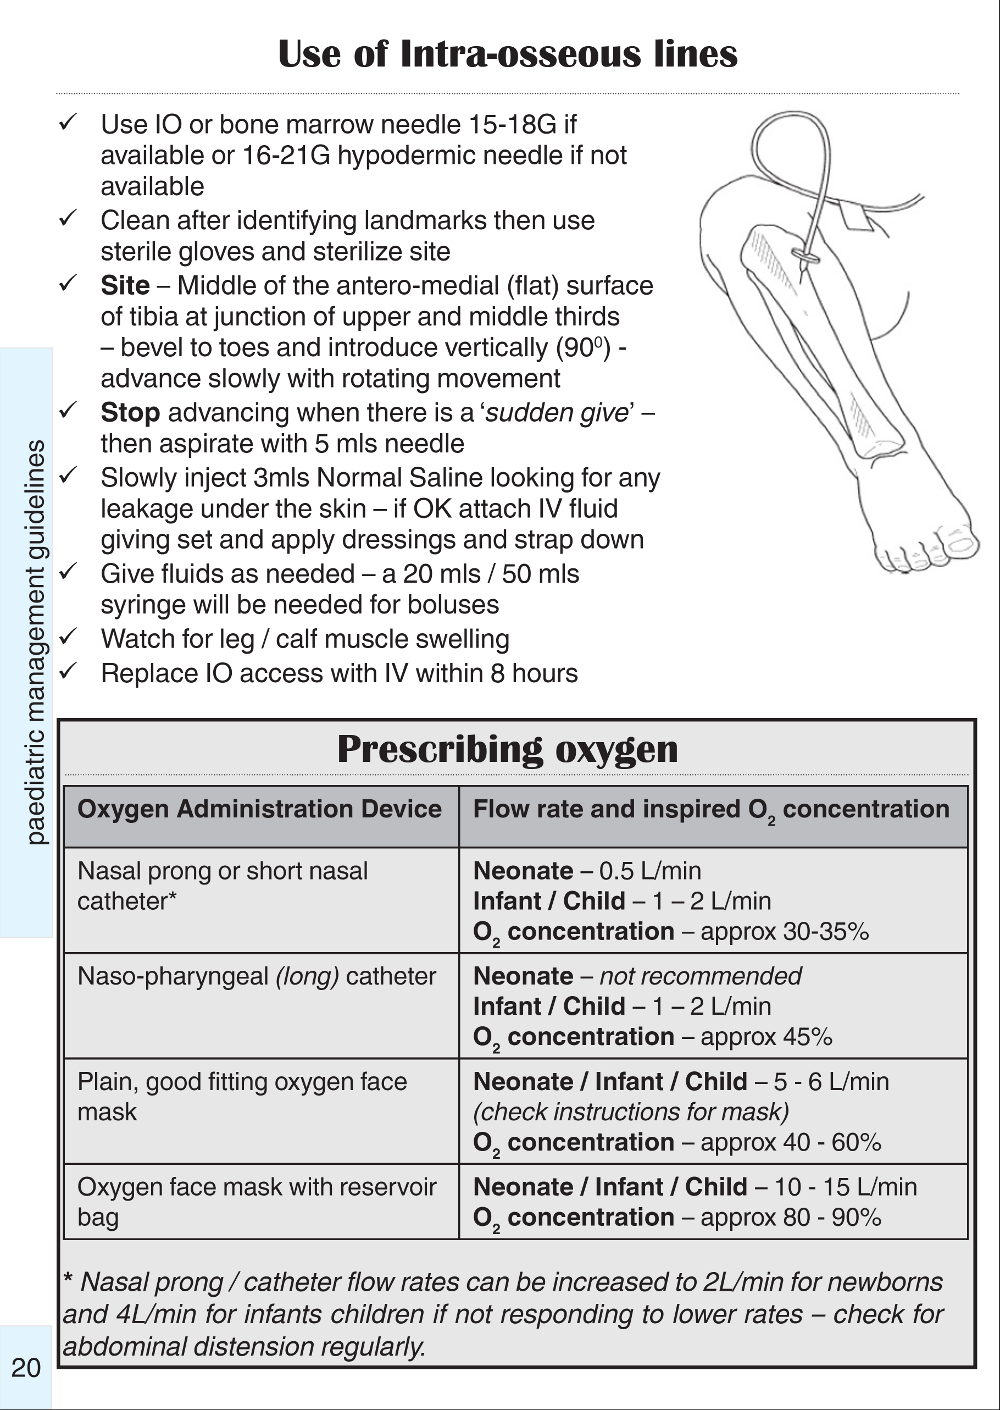 Use of Intra-osseous lines
✓ Use IO or bone marrow needle 15-18G if
available or 16-21G hypodermic needle if not
available
✓ Clean after identifying landmarks then use
sterile gloves and sterilize site
✓ Site – Middle of the antero-medial (flat) surface
of tibia at junction of upper and middle thirds
– bevel to toes and introduce vertically (90⁰) -
advance slowly with rotating movement
✓ Stop advancing when there is a ‘sudden give’ –
then aspirate with 5 mls needle
✓ Slowly inject 3mls Normal Saline looking for any
leakage under the skin – if OK attach IV fluid
giving set and apply dressings and strap down
✓ Give fluids as needed – a 20 mls / 50 mls
syringe will be needed for boluses
✓ Watch for leg / calf muscle swelling
✓ Replace IO access with IV within 8 hours
paediatric management guidelines
Prescribing oxygen
Oxygen Administration Device
Flow rate and inspired O₂ concentration
Nasal prong or short nasal
catheter*
Neonate – 0.5 L/min
Infant / Child – 1 – 2 L/min
O₂ concentration – approx 30-35%
Naso-pharyngeal (long) catheter
Neonate – not recommended
Infant / Child – 1 – 2 L/min
O₂ concentration – approx 45%
Plain, good fitting oxygen face
mask
Neonate / Infant / Child – 5 - 6 L/min
(check instructions for mask)
O₂ concentration – approx 40 - 60%
Oxygen face mask with reservoir
bag
Neonate / Infant / Child – 10 - 15 L/min
O₂ concentration – approx 80 - 90%
* Nasal prong / catheter flow rates can be increased to 2L/min for newborns
and 4L/min for infants children if not responding to lower rates – check for
abdominal distension regularly.
20